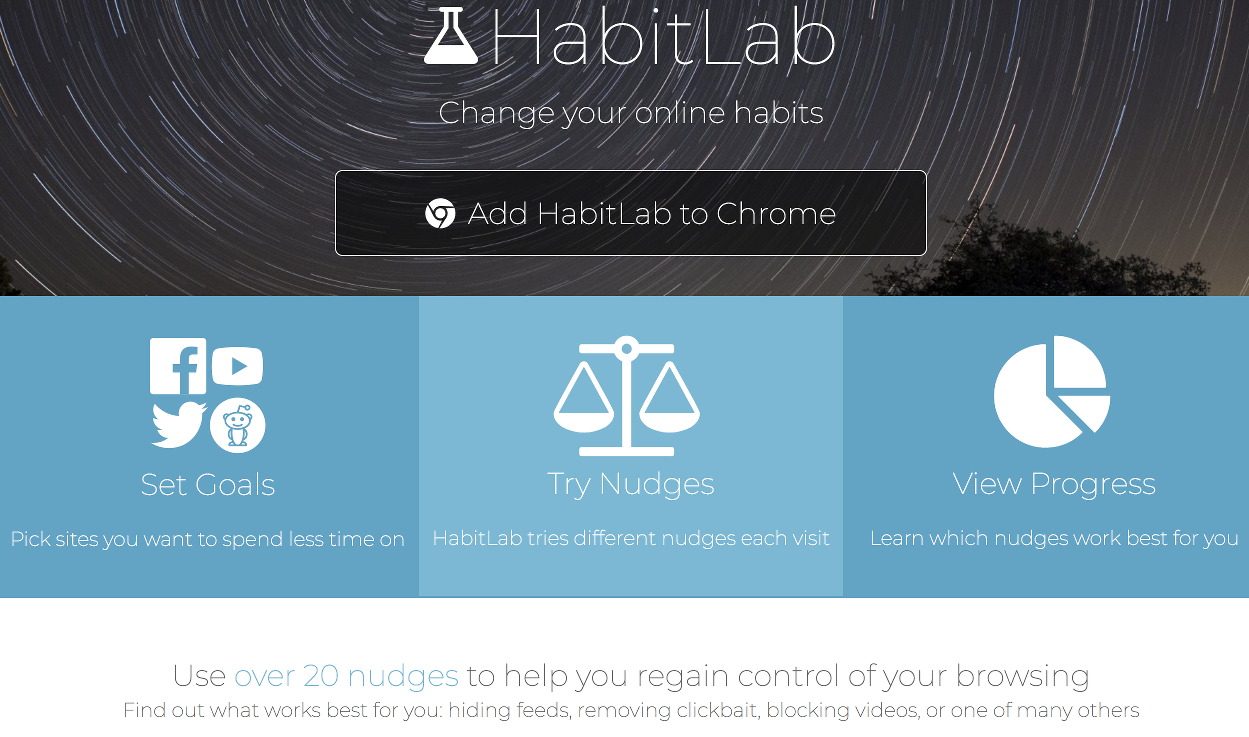 HabitLab
Change your online habits
Add HabitLab to Chrome
Set Goals
Pick sites you want to spend less time on
Try Nudges
HabitLab tries different nudges each visit
View Progress
Learn which nudges work best for you
Use over 20 nudges to help you regain control of your browsing
Find out what works best for you: hiding feeds, removing clickbait, blocking videos, or one of many others